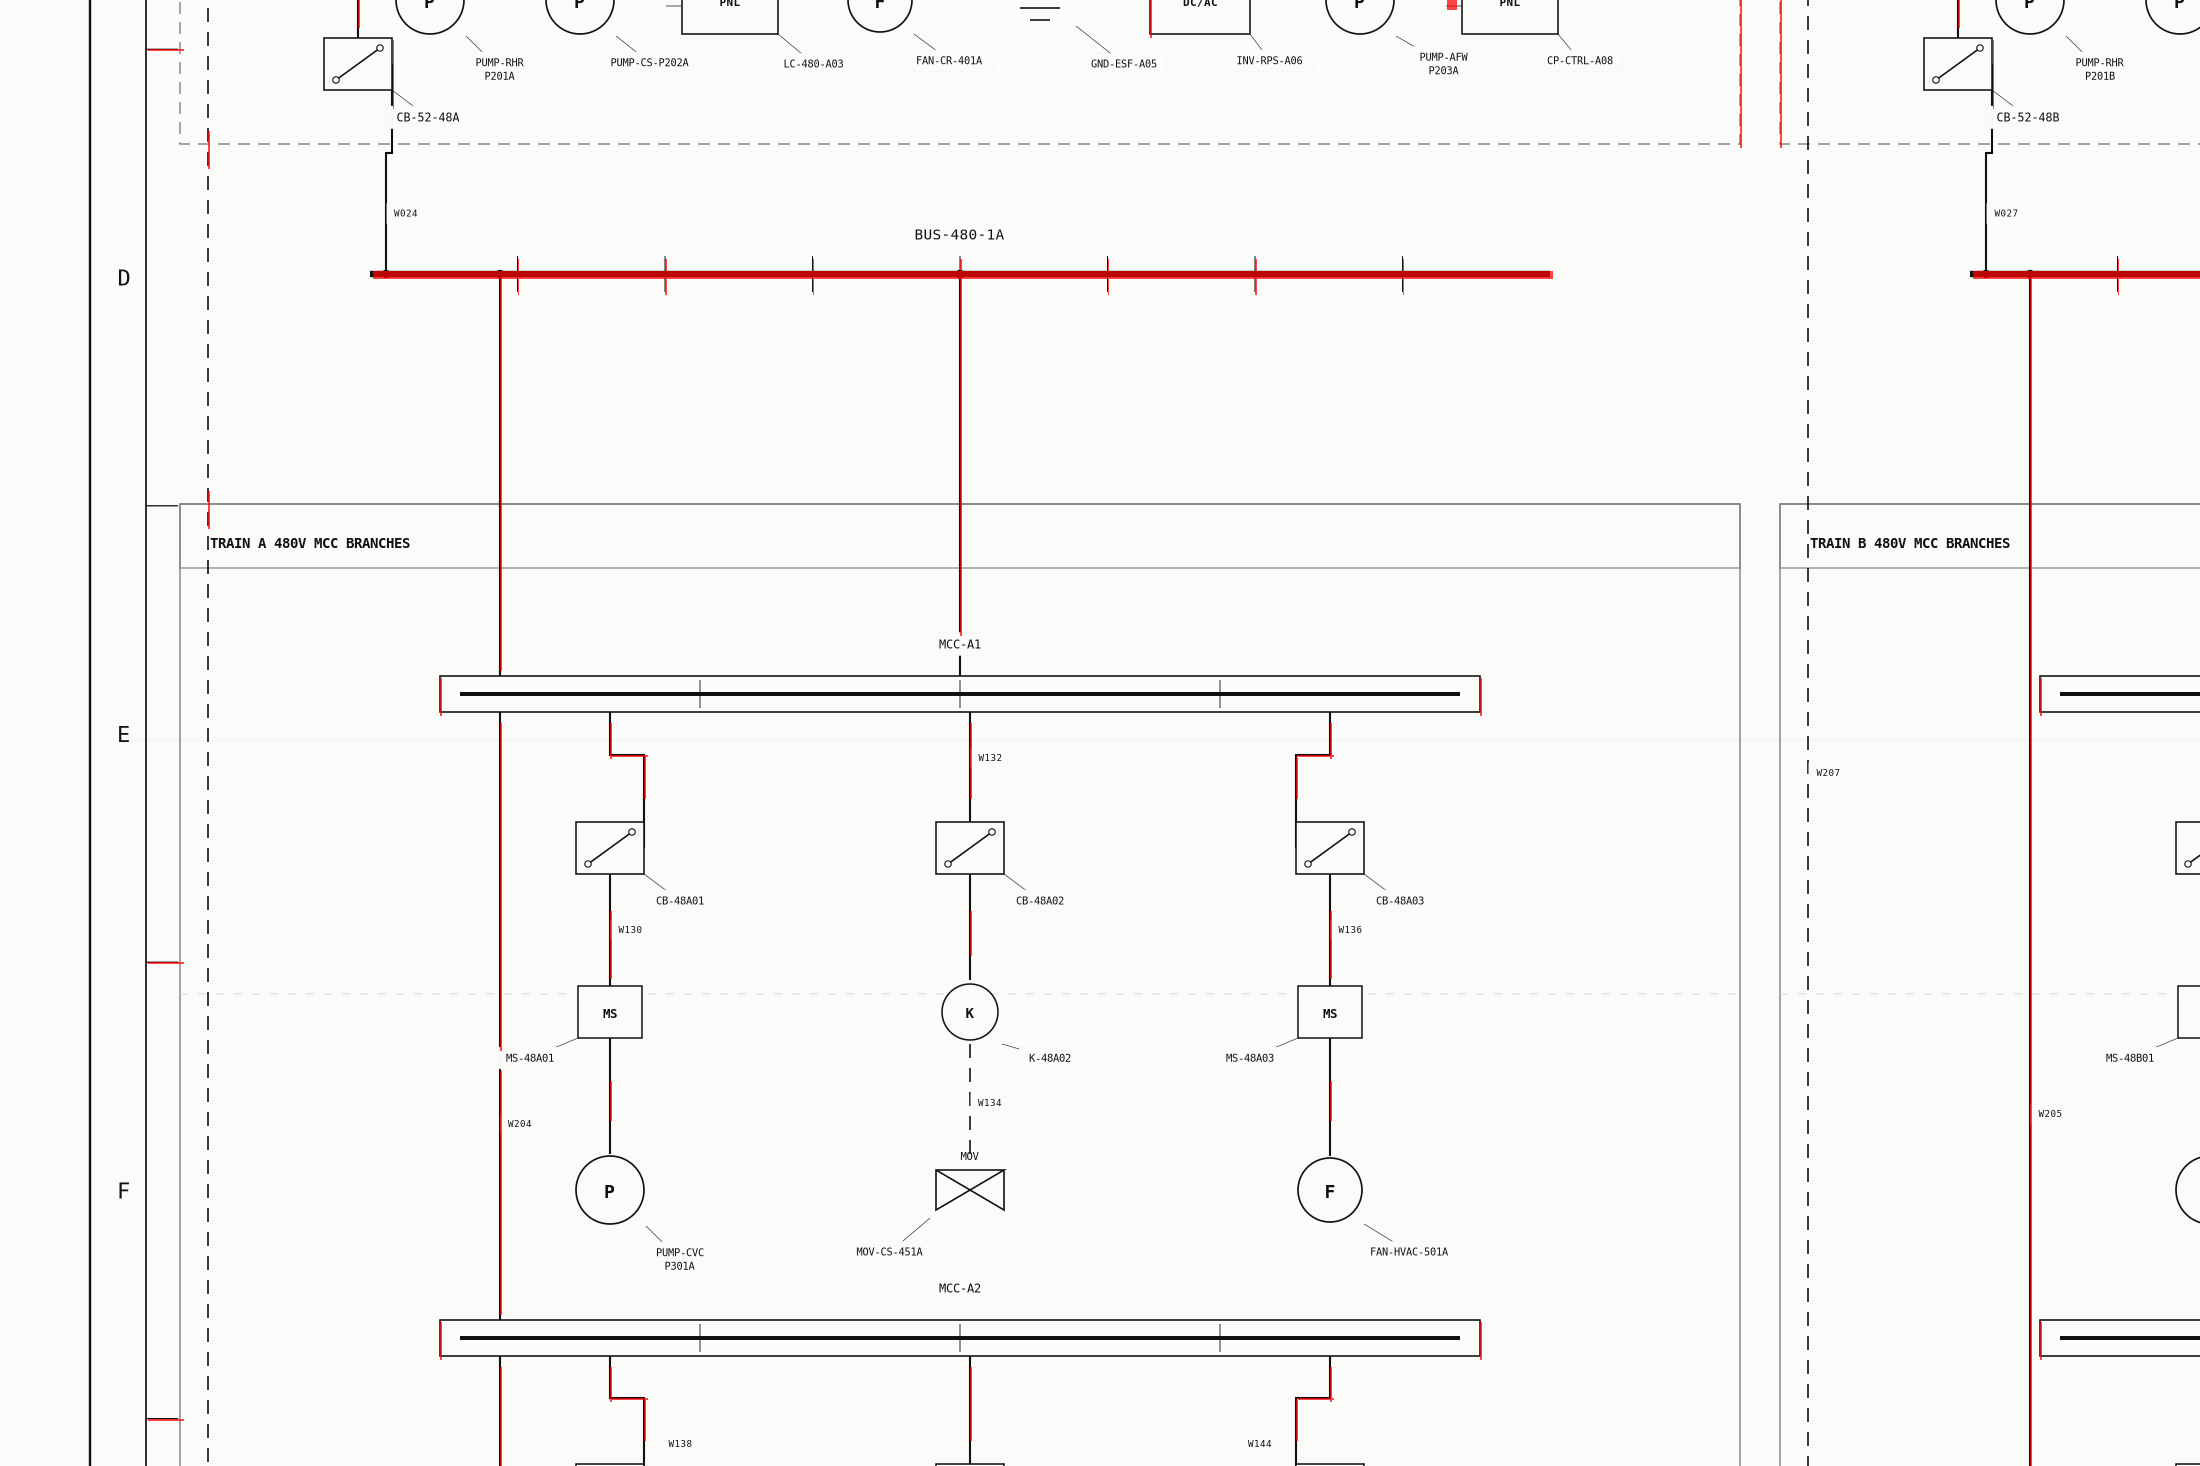 P
P
PNL
F
DC/AC
P
PNL
P
P
PUMP-RHR
P201A
PUMP-CS-P202A
LC-480-A03
FAN-CR-401A
GND-ESF-A05
INV-RPS-A06
PUMP-AFW
P203A
CP-CTRL-A08
PUMP-RHR
P201B
CB-52-48A
CB-52-48B
W024
W027
BUS-480-1A
D
TRAIN A 480V MCC BRANCHES
TRAIN B 480V MCC BRANCHES
MCC-A1
E
W132
W207
CB-48A01
CB-48A02
CB-48A03
W130
W136
MS
K
MS
MS-48A01
K-48A02
MS-48A03
MS-48B01
W134
W204
W205
MOV
F
P
F
PUMP-CVC
P301A
MOV-CS-451A
FAN-HVAC-501A
MCC-A2
W138
W144